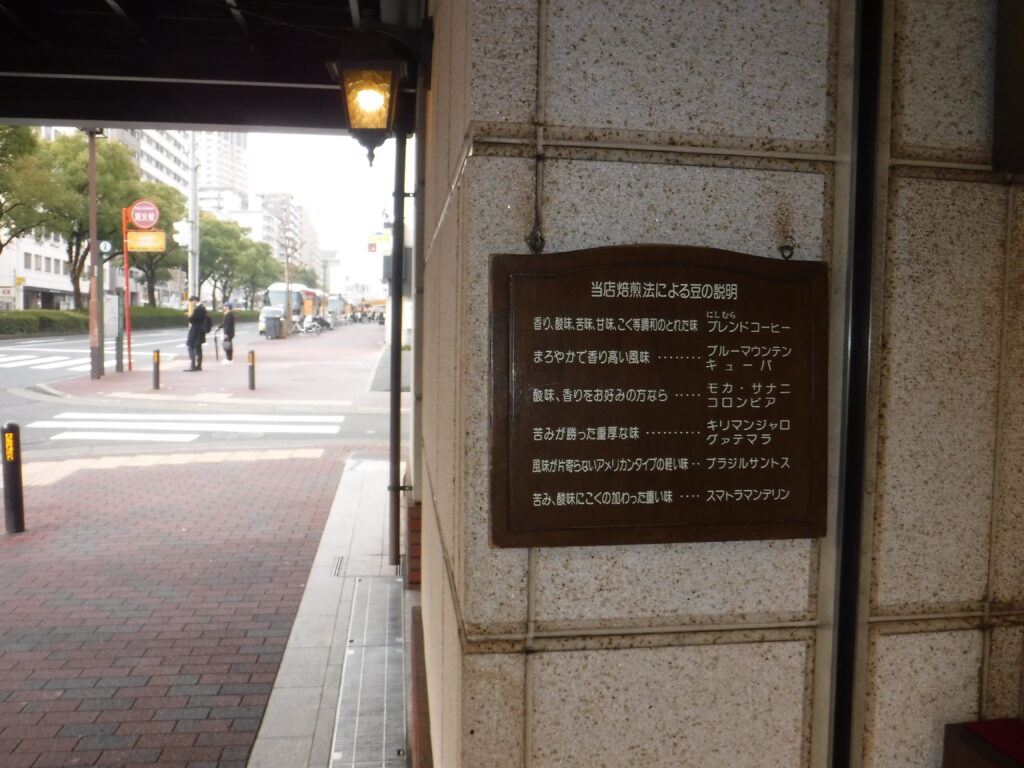 当店焙煎法による豆の説明
にしむら
香り、酸味、苦味、甘味、こく等調和のとれた味 ブレンドコーヒー
まろやかで香り高い風味 ‥‥‥‥ ブルーマウンテン
キューバ
酸味、香りをお好みの方なら ‥‥‥ モカ・サナニ
コロンビア
苦みが勝った重厚な味 ‥‥‥‥‥ キリマンジャロ
グァテマラ
風味が片寄らないアメリカンタイプの軽い味 ‥ ブラジルサントス
苦み、酸味にこくの加わった重い味 ‥‥ スマトラマンデリン
消火栓